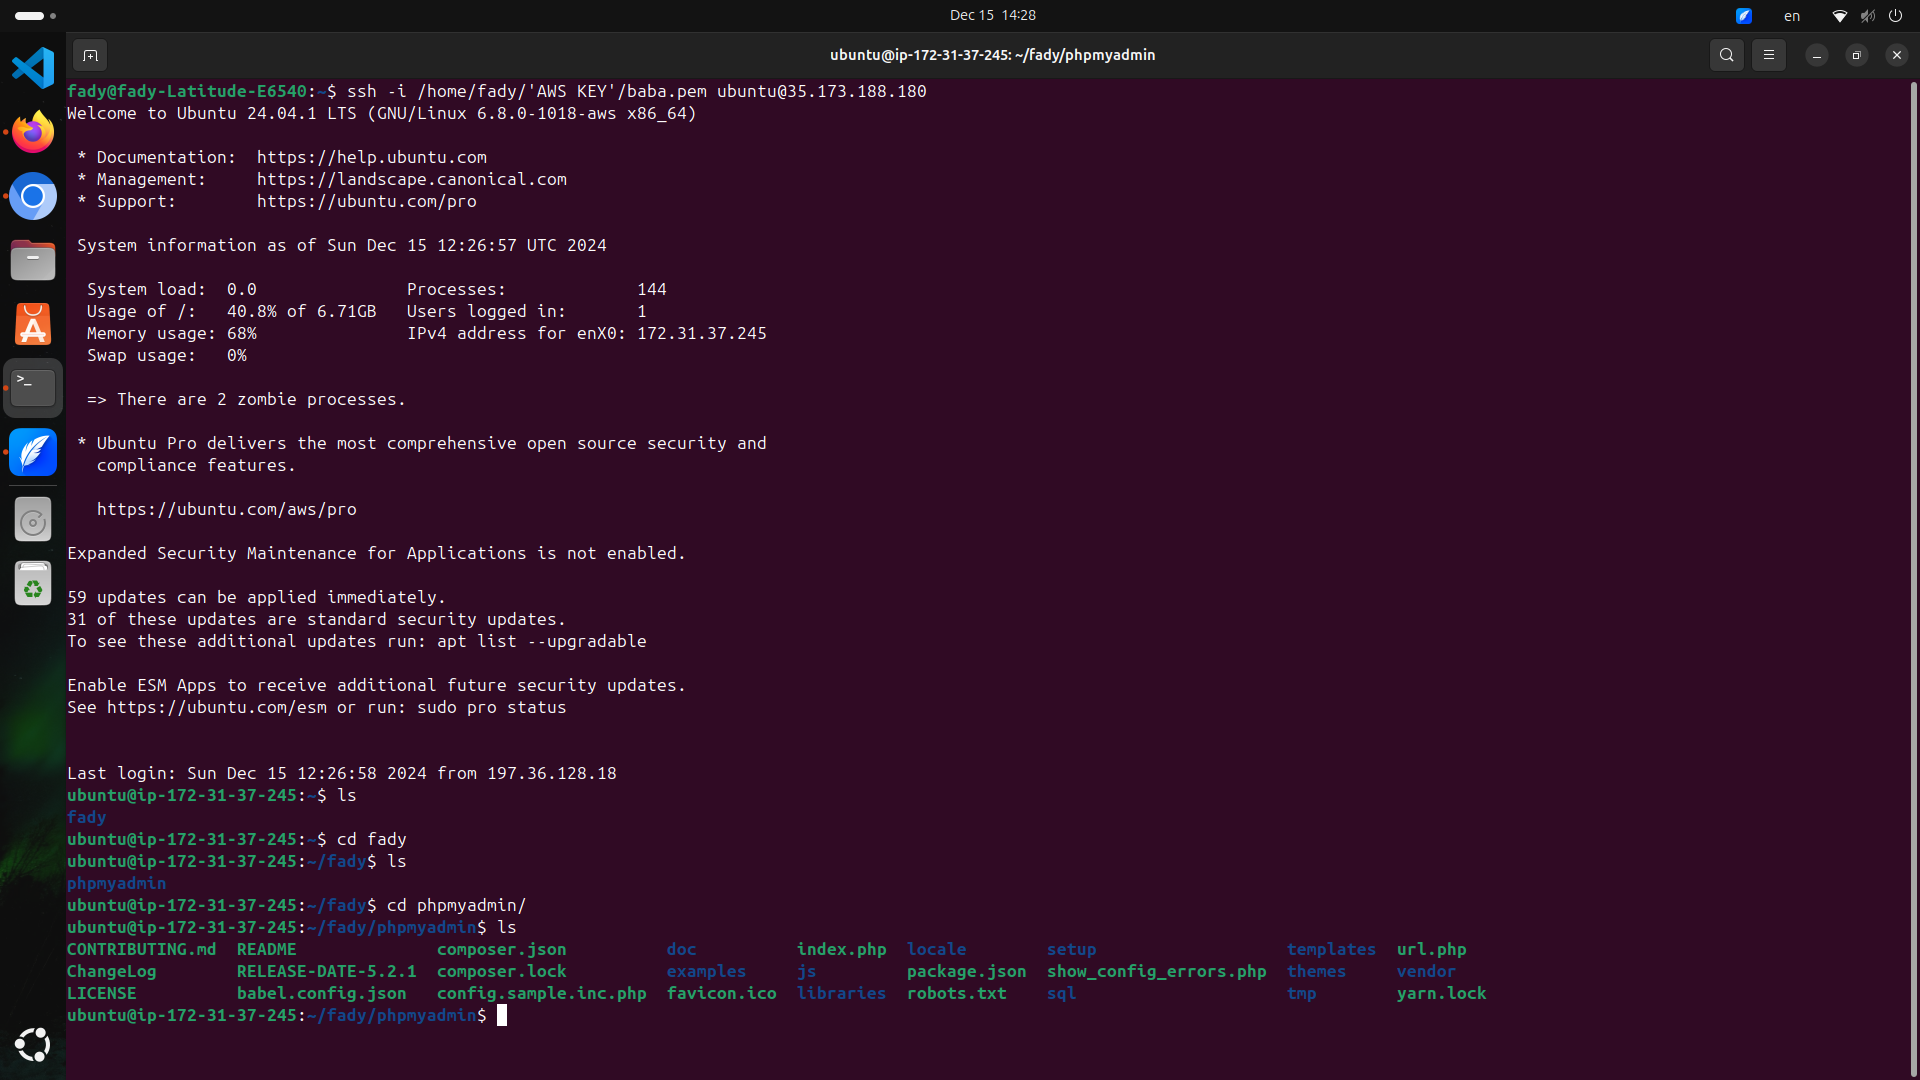 Dec 15 14:28
en
ubuntu@ip-172-31-37-245: ~/fady/phpmyadmin
fady@fady-Latitude-E6540:~$ ssh -i /home/fady/'AWS KEY'/baba.pem ubuntu@35.173.188.180
Welcome to Ubuntu 24.04.1 LTS (GNU/Linux 6.8.0-1018-aws x86_64)
* Documentation:  https://help.ubuntu.com
* Management:     https://landscape.canonical.com
* Support:        https://ubuntu.com/pro
System information as of Sun Dec 15 12:26:57 UTC 2024
System load:  0.0               Processes:             144
Usage of /:   40.8% of 6.71GB   Users logged in:       1
Memory usage: 68%               IPv4 address for enX0: 172.31.37.245
Swap usage:   0%
=> There are 2 zombie processes.
* Ubuntu Pro delivers the most comprehensive open source security and
compliance features.
https://ubuntu.com/aws/pro
Expanded Security Maintenance for Applications is not enabled.
59 updates can be applied immediately.
31 of these updates are standard security updates.
To see these additional updates run: apt list --upgradable
Enable ESM Apps to receive additional future security updates.
See https://ubuntu.com/esm or run: sudo pro status
Last login: Sun Dec 15 12:26:58 2024 from 197.36.128.18
ubuntu@ip-172-31-37-245:~$ ls
fady
ubuntu@ip-172-31-37-245:~$ cd fady
ubuntu@ip-172-31-37-245:~/fady$ ls
phpmyadmin
ubuntu@ip-172-31-37-245:~/fady$ cd phpmyadmin/
ubuntu@ip-172-31-37-245:~/fady/phpmyadmin$ ls
CONTRIBUTING.md  README              composer.json         doc          index.php  locale        setup                   templates  url.php
ChangeLog        RELEASE-DATE-5.2.1  composer.lock         examples     js         package.json  show_config_errors.php  themes     vendor
LICENSE          babel.config.json   config.sample.inc.php  favicon.ico  libraries  robots.txt    sql                     tmp        yarn.lock
ubuntu@ip-172-31-37-245:~/fady/phpmyadmin$